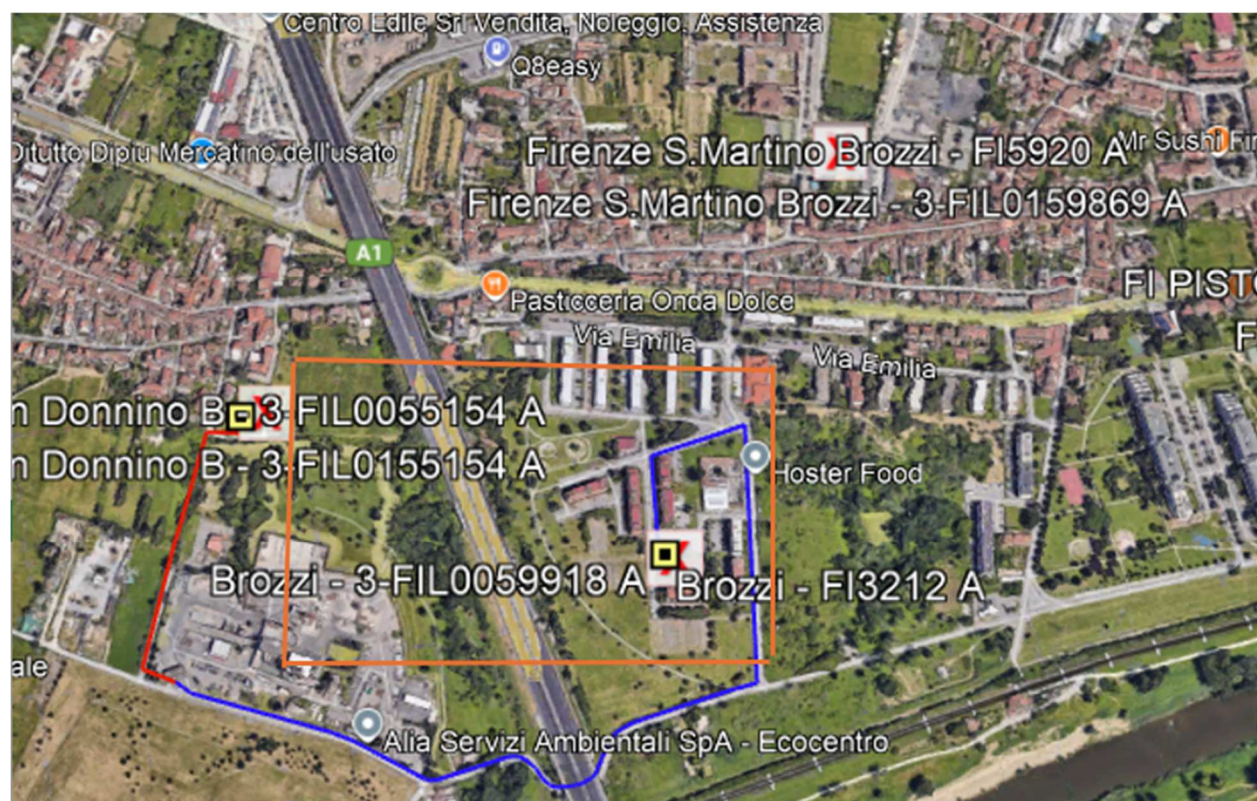 Centro Edile Srl Vendita, Noleggio, Assistenza
Q8easy
Ditutto Dipiu Mercatino dell'usato
Firenze S.Martino Brozzi - FI5920 A
Mr Sushi Fir
Firenze S.Martino Brozzi - 3-FIL0159869 A
A1
FI PIST
Pasticceria Onda Dolce
F
Via Emilia
Via Emilia
n Donnino B - 3-FIL0055154 A
n Donnino B - 3-FIL0155154 A
Hoster Food
Brozzi - 3-FIL0059918 A
Brozzi - FI3212 A
ale
Alia Servizi Ambientali SpA - Ecocentro